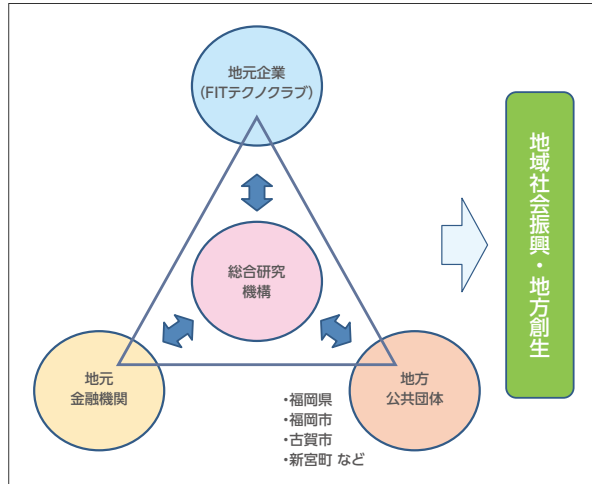 地元企業
(FITテクノクラブ)
総合研究
機構
地元
金融機関
地方
公共団体
・福岡県
・福岡市
・古賀市
・新宮町 など
地域社会振興・地方創生